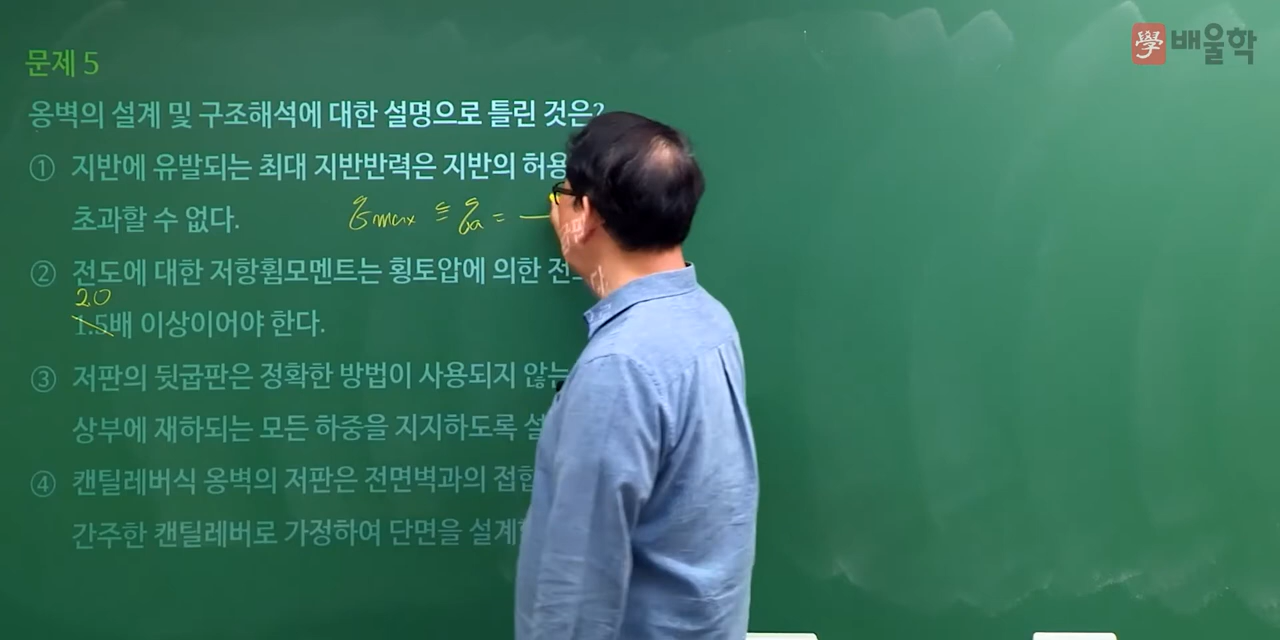 學 배울학
문제 5
옹벽의 설계 및 구조해석에 대한 설명으로 틀린 것은?
① 지반에 유발되는 최대 지반반력은 지반의 허용
초과할 수 없다.
qmax ≦ qa = —
② 전도에 대한 저항휨모멘트는 횡토압에 의한
2.0
1.5배 이상이어야 한다.
③ 저판의 뒷굽판은 정확한 방법이 사용되지 않는
상부에 재하되는 모든 하중을 지지하도록
④ 캔틸레버식 옹벽의 저판은 전면벽과의
간주한 캔틸레버로 가정하여 단면을